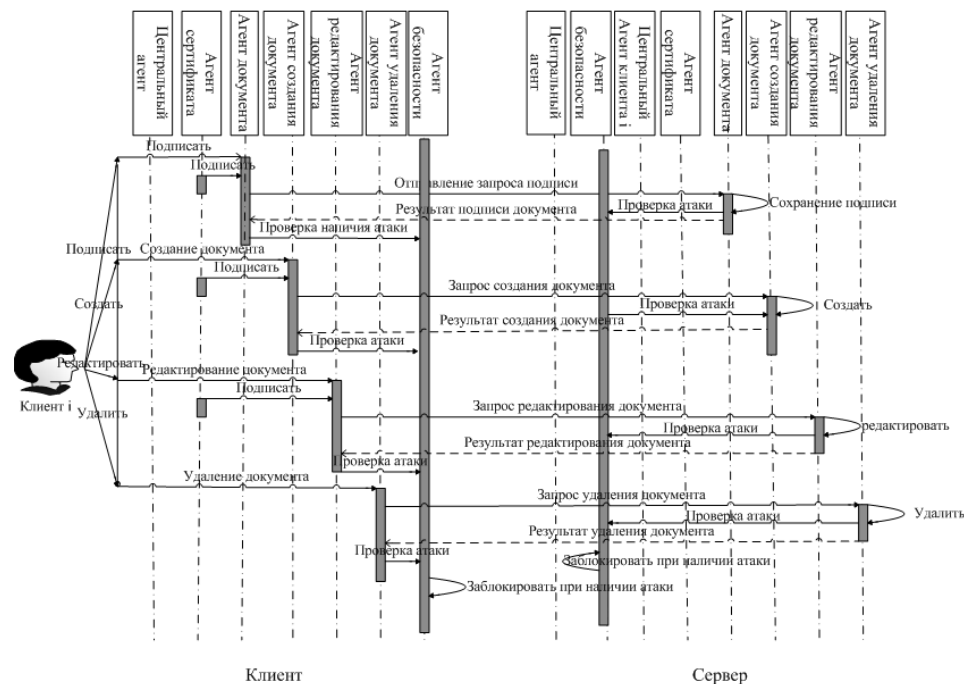 Центральный
агент
Агент
сертификата
Агент документа
Агент создания
документа
Агент
редактирования
документа
Агент удаления
документа
Агент
безопасности
Центральный
агент
Агент
безопасности
Центральный
Агент клиента i
Агент
сертификата
Агент документа
Агент создания
документа
Агент
редактирования
документа
Агент удаления
документа
Подписать
Подписать
Отправление запроса подписи
Сохранение подписи
Результат подписи документа
Проверка атаки
Проверка наличия атаки
Подписать
Создание документа
Подписать
Запрос создания документа
Создать
Проверка атаки
Создать
Результат создания документа
Проверка атаки
Редактировать
Редактирование документа
Подписать
Клиент i
Удалить
Запрос редактирования документа
Проверка атаки
редактировать
Результат редактирования документа
Проверка атаки
Удаление документа
Запрос удаления документа
Проверка атаки
Удалить
Результат удаления документа
Проверка атаки
Заблокировать при наличии атаки
Заблокировать при наличии атаки
Клиент
Сервер